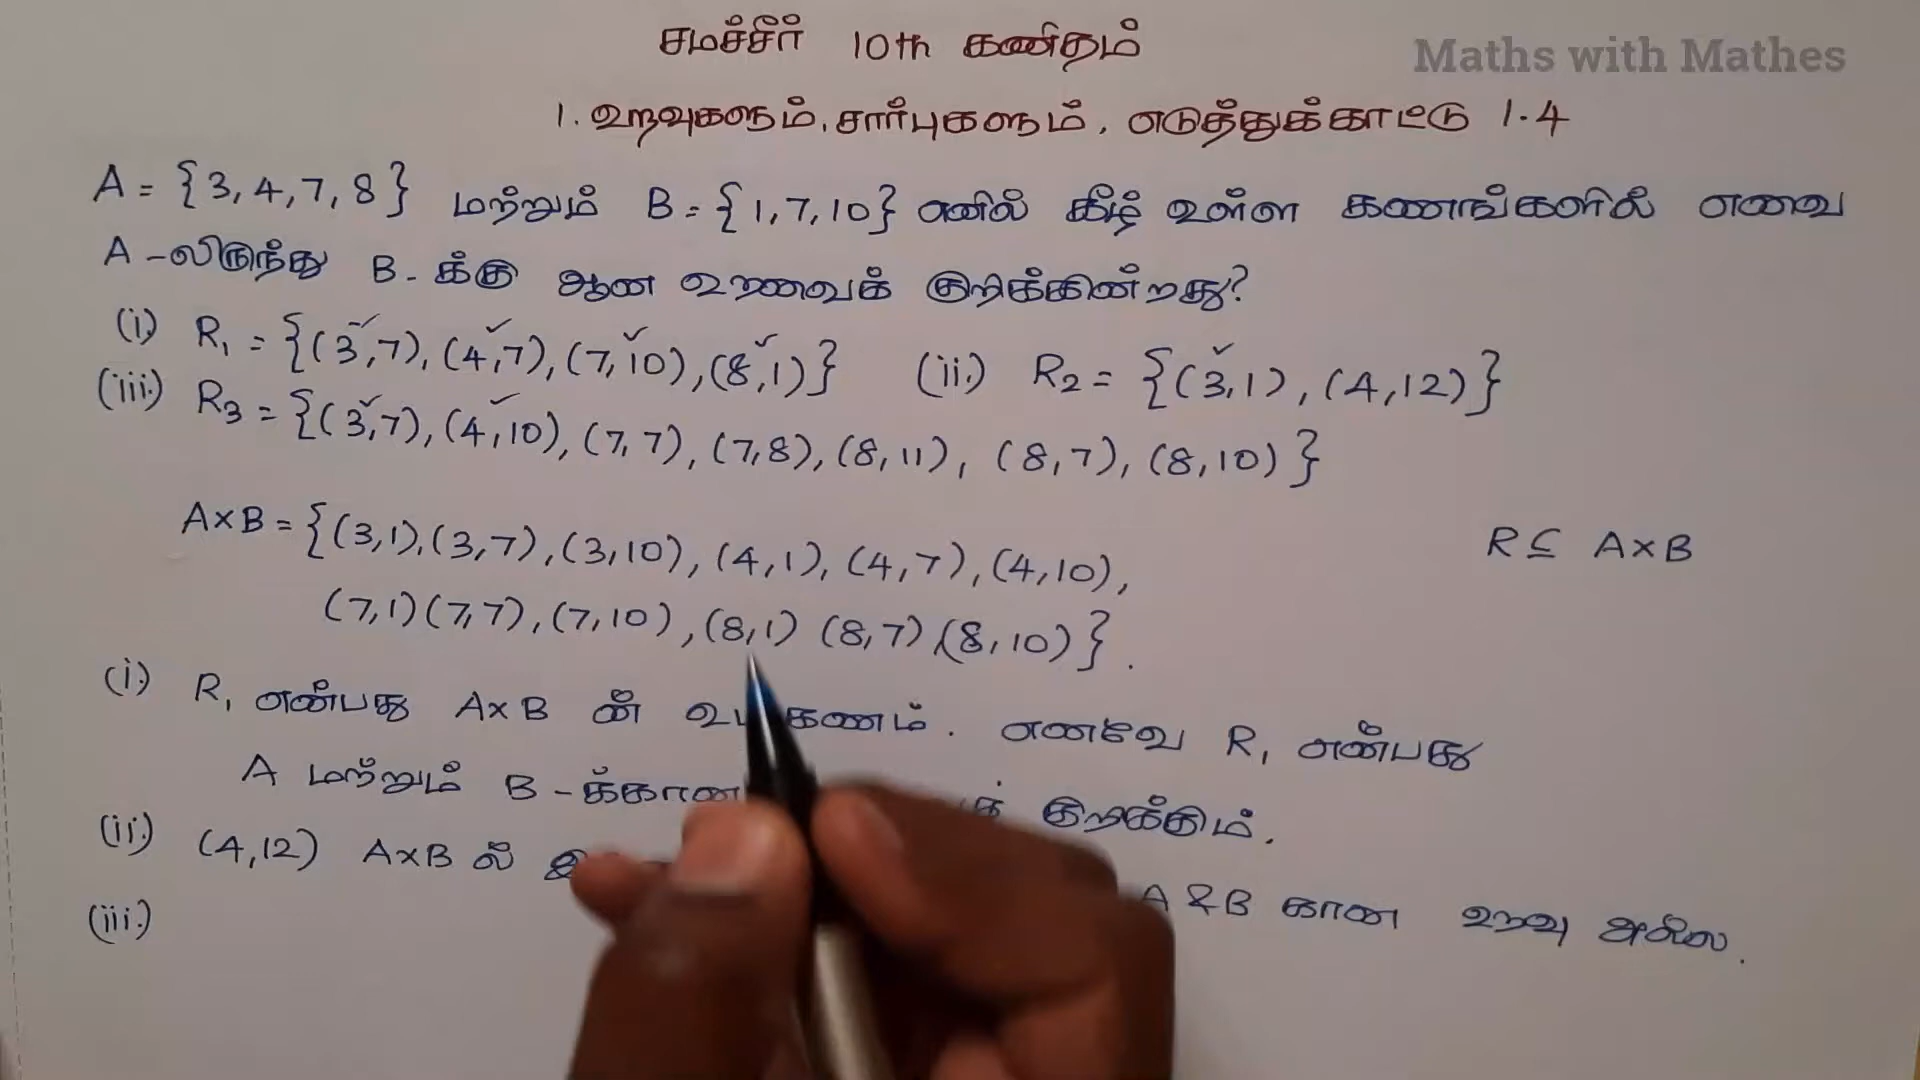 சமச்சீர் 10th கணிதம்
Maths with Mathes
1. உறவுகளும், சார்புகளும், எடுத்துக்காட்டு 1.4
A = {3, 4, 7, 8} மற்றும் B = {1, 7, 10} எனில் கீழ் உள்ள கணங்களில் எவை
A-லிருந்து B-க்கு ஆன உறவைக் குறிக்கின்றது?
(i) R₁ = {(3,7), (4,7), (7,10), (8,1)} (ii) R₂ = {(3,1), (4,12)}
(iii) R₃ = {(3,7), (4,10), (7,7), (7,8), (8,11), (8,7), (8,10)}
A×B = {(3,1), (3,7), (3,10), (4,1), (4,7), (4,10),
R ⊆ A×B
(7,1) (7,7), (7,10), (8,1) (8,7) (8,10)}.
(i) R₁ என்பது A×B ன் கணம். எனவே R₁ என்பது
A மற்றும் B-க்கான குறிக்கும்.
(ii) (4,12) A×B ல் A & B கான உறவு அல்ல.
(iii)